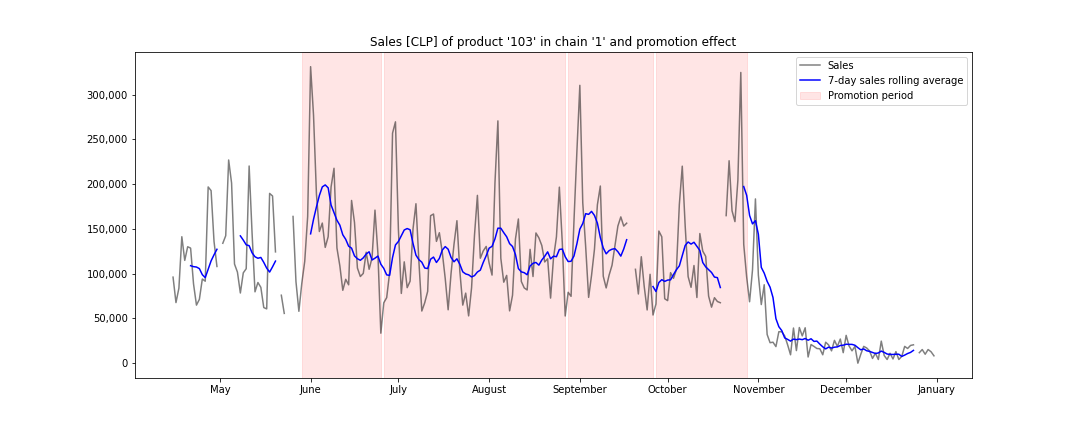 Sales [CLP] of product '103' in chain '1' and promotion effect
Sales
7-day sales rolling average
Promotion period
300,000
250,000
200,000
150,000
100,000
50,000
0
May
June
July
August
September
October
November
December
January